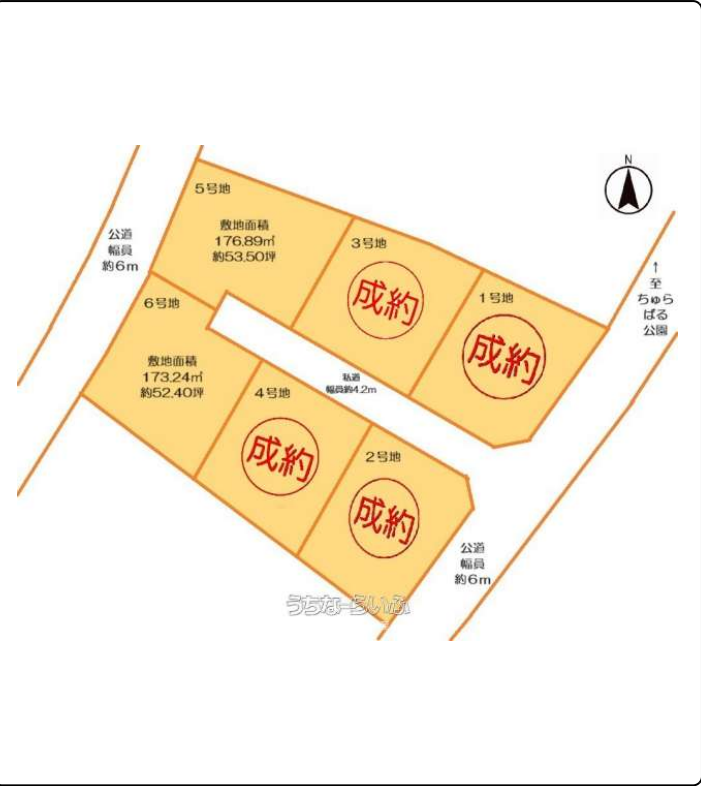 N
5号地
敷地面積
176.89㎡
約53.50坪
3号地
成約
1号地
成約
公道
幅員
約6m
↑
至
ちゅら
ばる
公園
6号地
敷地面積
173.24㎡
約52.40坪
私道
幅員約4.2m
4号地
成約
2号地
成約
公道
幅員
約6m
うちなーらいふ